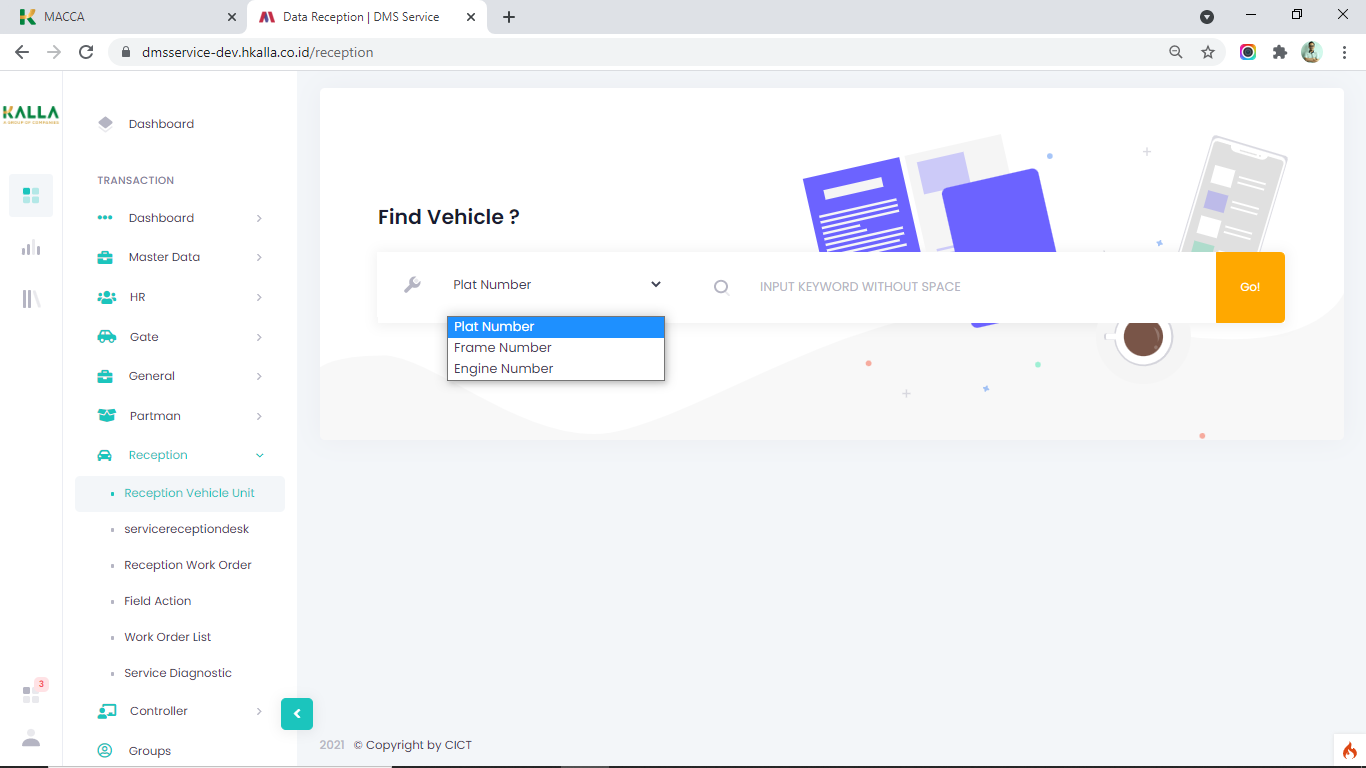 MACCA
Data Reception | DMS Service
dmsservice-dev.hkalla.co.id/reception
KALLA
Dashboard
TRANSACTION
Dashboard
Master Data
HR
Gate
General
Partman
Reception
Reception Vehicle Unit
servicereceptiondesk
Reception Work Order
Field Action
Work Order List
Service Diagnostic
Controller
Groups
3
Find Vehicle ?
Plat Number
INPUT KEYWORD WITHOUT SPACE
Go!
Plat Number
Frame Number
Engine Number
2021 © Copyright by CICT